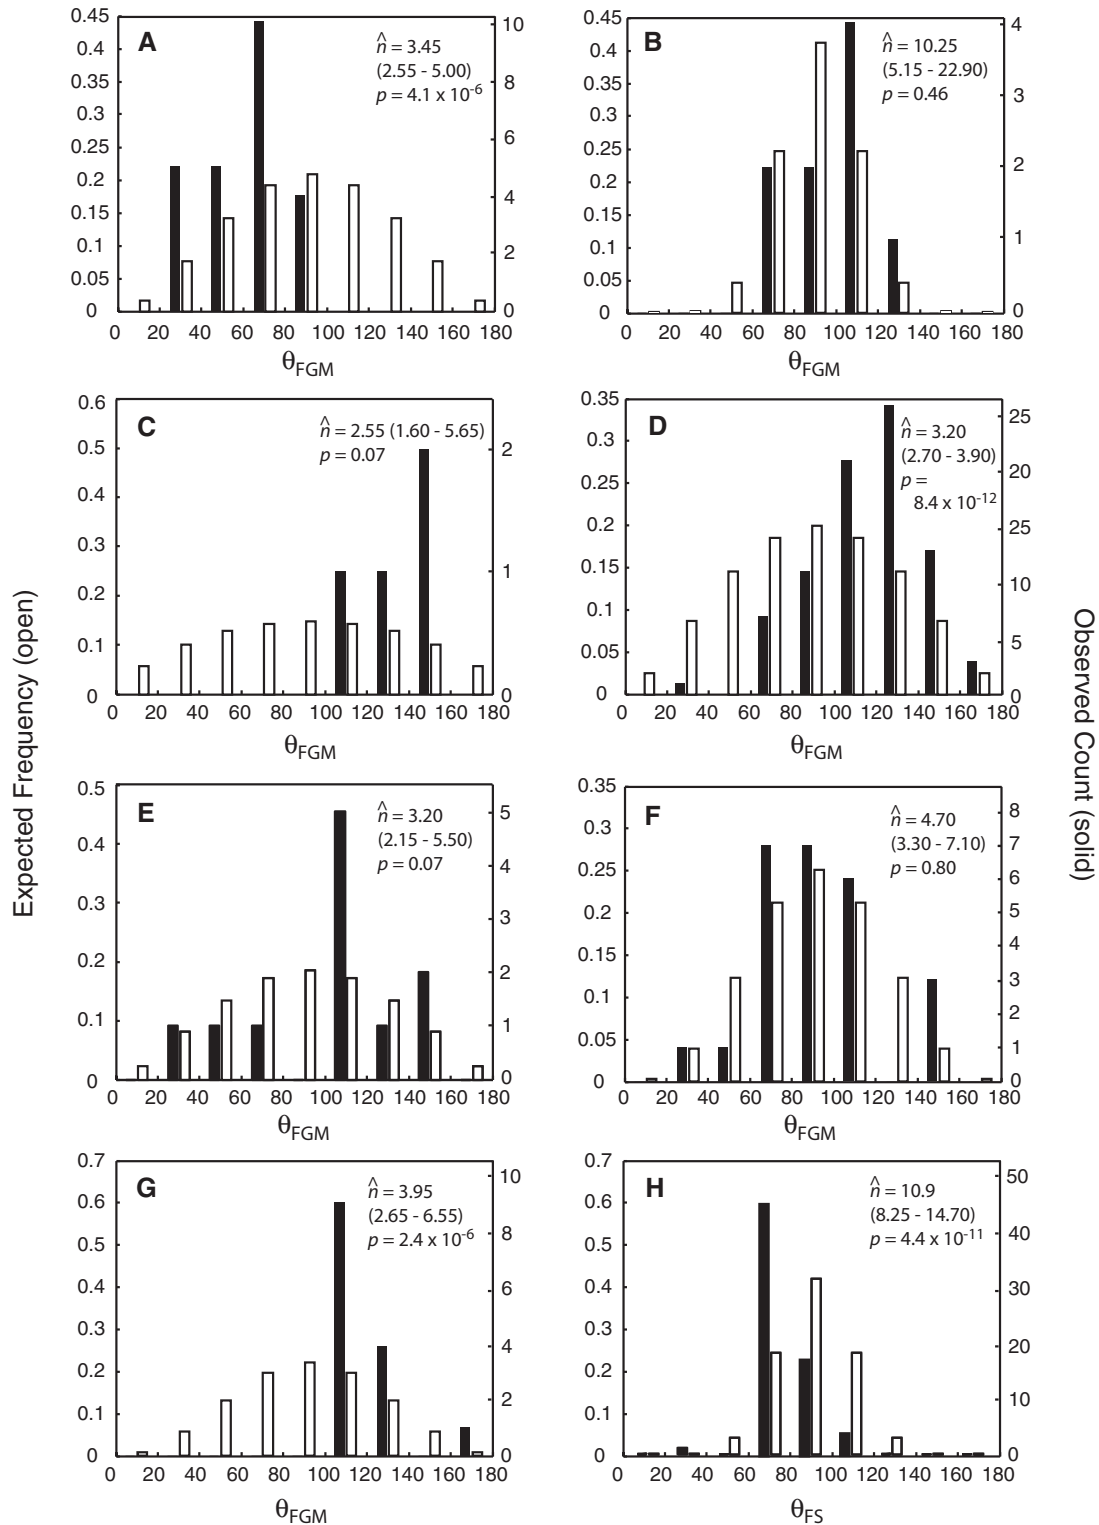 0.45 10
A
n̂ = 3.45
(2.55 - 5.00)
p = 4.1 x 10-6
0.4
0.35 8
0.3
0.25 6
0.2
0.15 4
0.1
0.05 2
0 0
0 20 40 60 80 100 120 140 160 180
θFGM
0.45 4
B
n̂ = 10.25
(5.15 - 22.90)
p = 0.46
0.4
0.35 3
0.3
0.25
0.2 2
0.15
0.1 1
0.05
0 0
0 20 40 60 80 100 120 140 160 180
θFGM
0.6
C
n̂ = 2.55 (1.60 - 5.65)
p = 0.07
0.5 2
0.4
0.3 1
0.2
0.1
0 0
0 20 40 60 80 100 120 140 160 180
θFGM
0.35 25
D
n̂ = 3.20
(2.70 - 3.90)
p =
8.4 x 10-12
0.3 20
0.25
0.2 25
0.15 10
0.1
0.05 5
0 0
0 20 40 60 80 100 120 140 160 180
θFGM
Expected Frequency (open)
Observed Count (solid)
0.5 5
E
n̂ = 3.20
(2.15 - 5.50)
p = 0.07
0.4 4
0.3 3
0.2 2
0.1 1
0 0
0 20 40 60 80 100 120 140 160 180
θFGM
0.35 8
F
n̂ = 4.70
(3.30 - 7.10)
p = 0.80
0.3 7
0.25 6
0.2 5
0.15 4
0.1 3
2
0.05 1
0 0
0 20 40 60 80 100 120 140 160 180
θFGM
0.7 10
G
n̂ = 3.95
(2.65 - 6.55)
p = 2.4 x 10-6
0.6
0.5 8
0.4 6
0.3 4
0.2
0.1 2
0 0
0 20 40 60 80 100 120 140 160 180
θFGM
0.7 50
H
n̂ = 10.9
(8.25 - 14.70)
p = 4.4 x 10-11
0.6
0.5 40
0.4 30
0.3 20
0.2
0.1 10
0 0
0 20 40 60 80 100 120 140 160 180
θFS